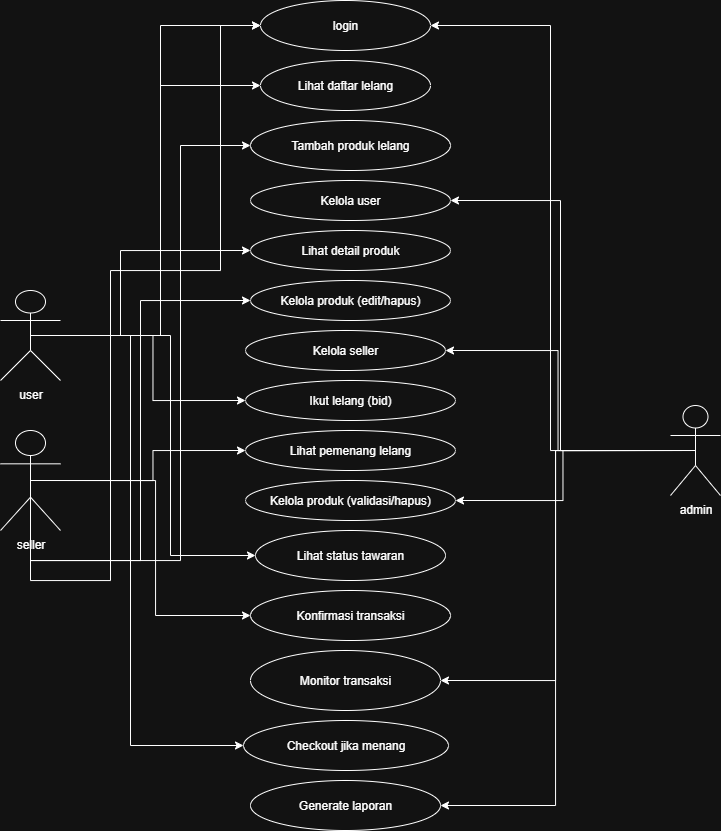 login
Lihat daftar lelang
Tambah produk lelang
Kelola user
Lihat detail produk
Kelola produk (edit/hapus)
Kelola seller
user
Ikut lelang (bid)
Lihat pemenang lelang
Kelola produk (validasi/hapus)
admin
seller
Lihat status tawaran
Konfirmasi transaksi
Monitor transaksi
Checkout jika menang
Generate laporan